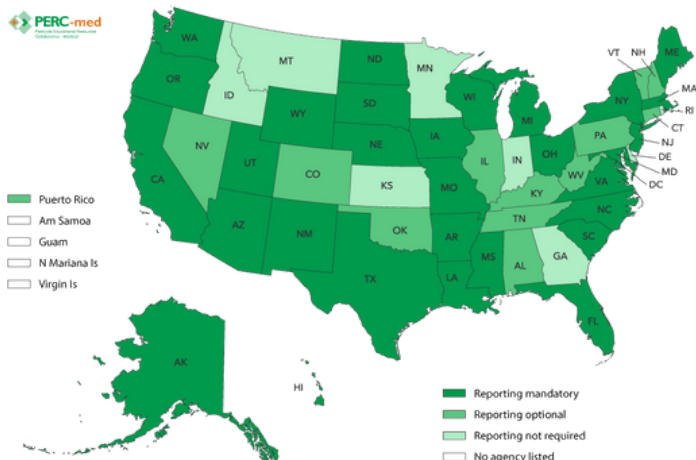 PERC-med
Pesticide Educational Resources
Collaborative - Medical
WA
OR
CA
ID
NV
MT
WY
UT
AZ
CO
NM
ND
SD
NE
KS
OK
TX
MN
IA
MO
AR
LA
WI
IL
MI
IN
OH
KY
TN
MS
AL
GA
FL
SC
NC
VA
WV
PA
NY
VT
NH
ME
MA
RI
CT
NJ
DE
MD
DC
AK
HI
Puerto Rico
Am Samoa
Guam
N Mariana Is
Virgin Is
Reporting mandatory
Reporting optional
Reporting not required
No agency listed